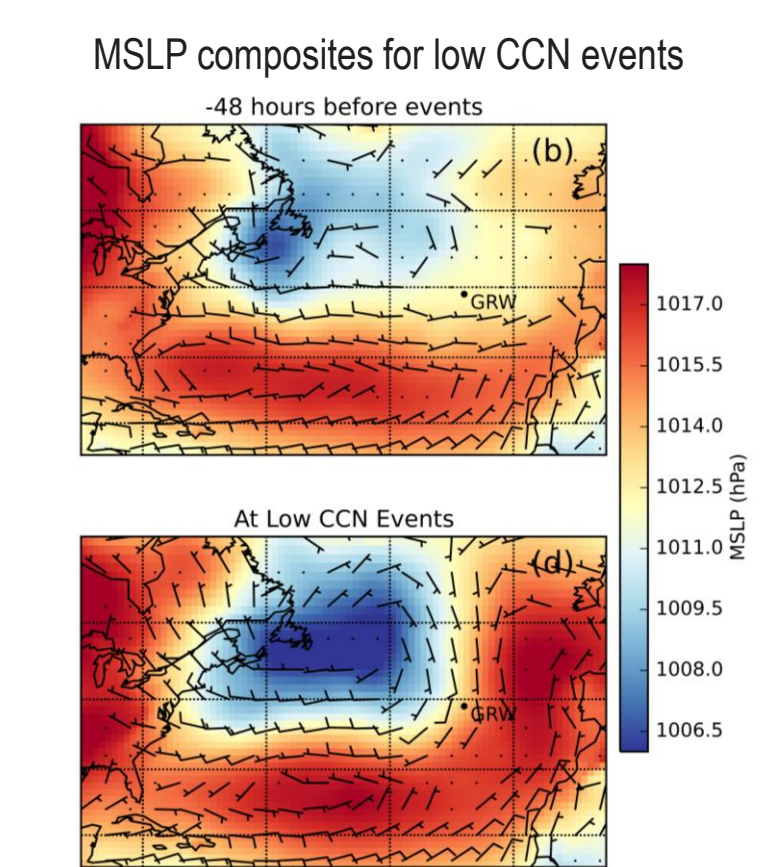 MSLP composites for low CCN events
-48 hours before events
(b)
GRW
At Low CCN Events
(d)
GRW
1017.0
1015.5
1014.0
1012.5
1011.0
1009.5
1008.0
1006.5
MSLP (hPa)